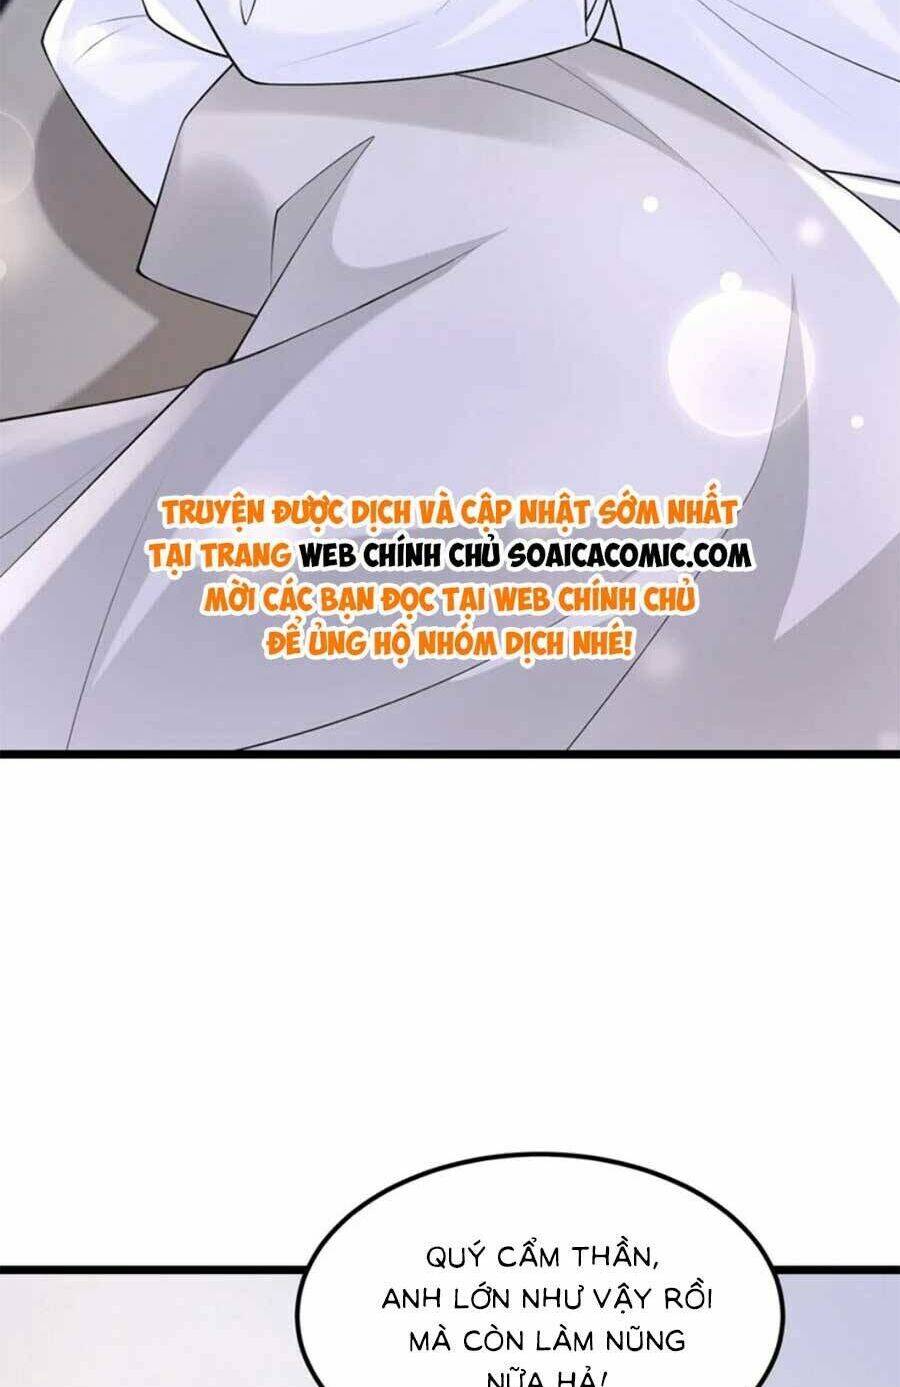 TRUYỆN ĐƯỢC DỊCH VÀ CẬP NHẬT SỚM NHẤT
TẠI TRANG WEB CHÍNH CHỦ SOAICACOMIC.COM
MỜI CÁC BẠN ĐỌC TẠI WEB CHÍNH CHỦ
ĐỂ ỦNG HỘ NHÓM DỊCH NHÉ!
QUÝ CẨM THẦN,
ANH LỚN NHƯ VẬY RỒI
MÀ CÒN LÀM NŨNG
NỮA HẢ!